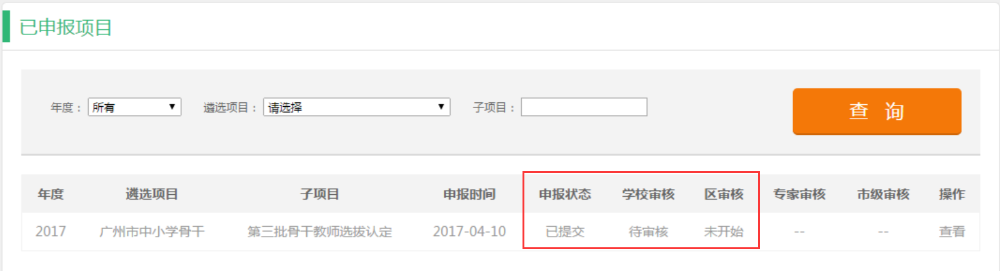 已申报项目
年度： 所有 遴选项目： 请选择 子项目： 查 询
年度 遴选项目 子项目 申报时间 申报状态 学校审核 区审核 专家审核 市级审核 操作
2017 广州市中小学骨干 第三批骨干教师选拔认定 2017-04-10 已提交 待审核 未开始 -- -- 查看